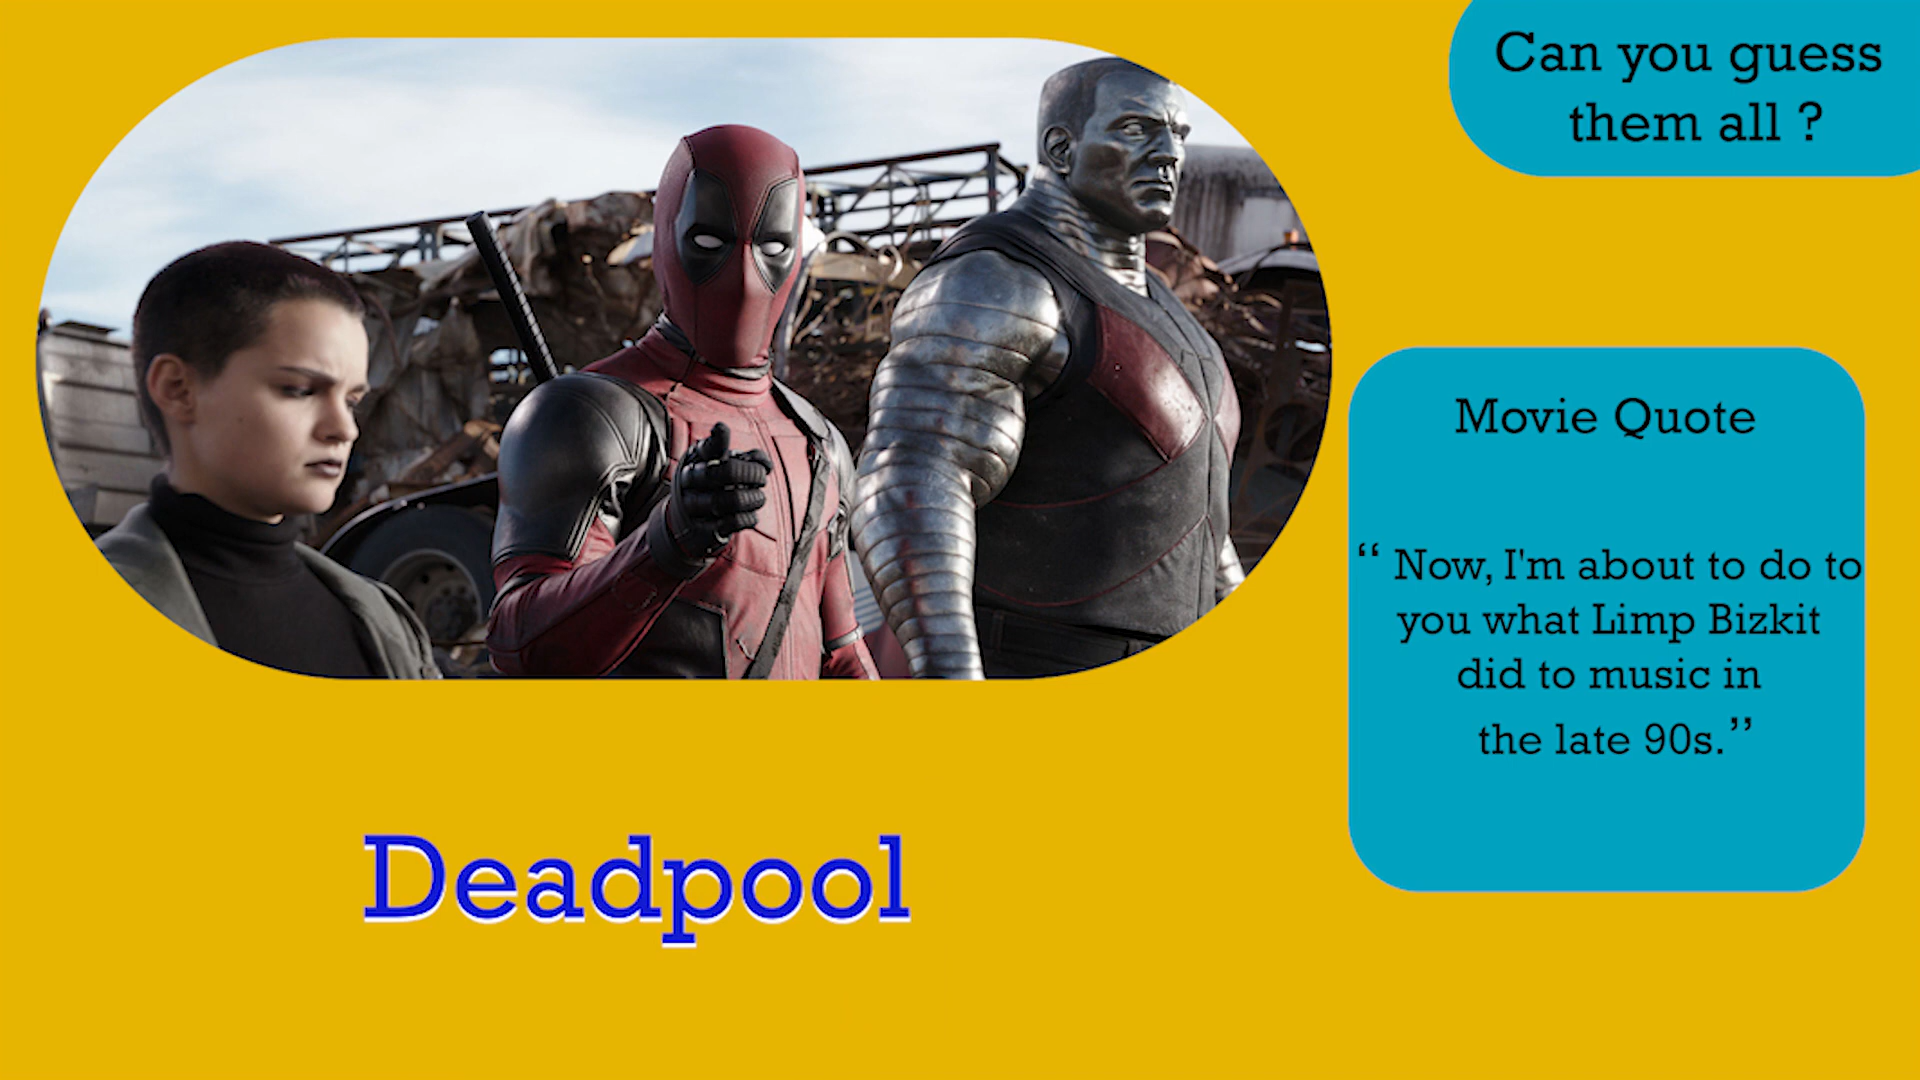 Can you guess
them all ?
Movie Quote
“ Now, I'm about to do to
you what Limp Bizkit
did to music in
the late 90s.”
Deadpool